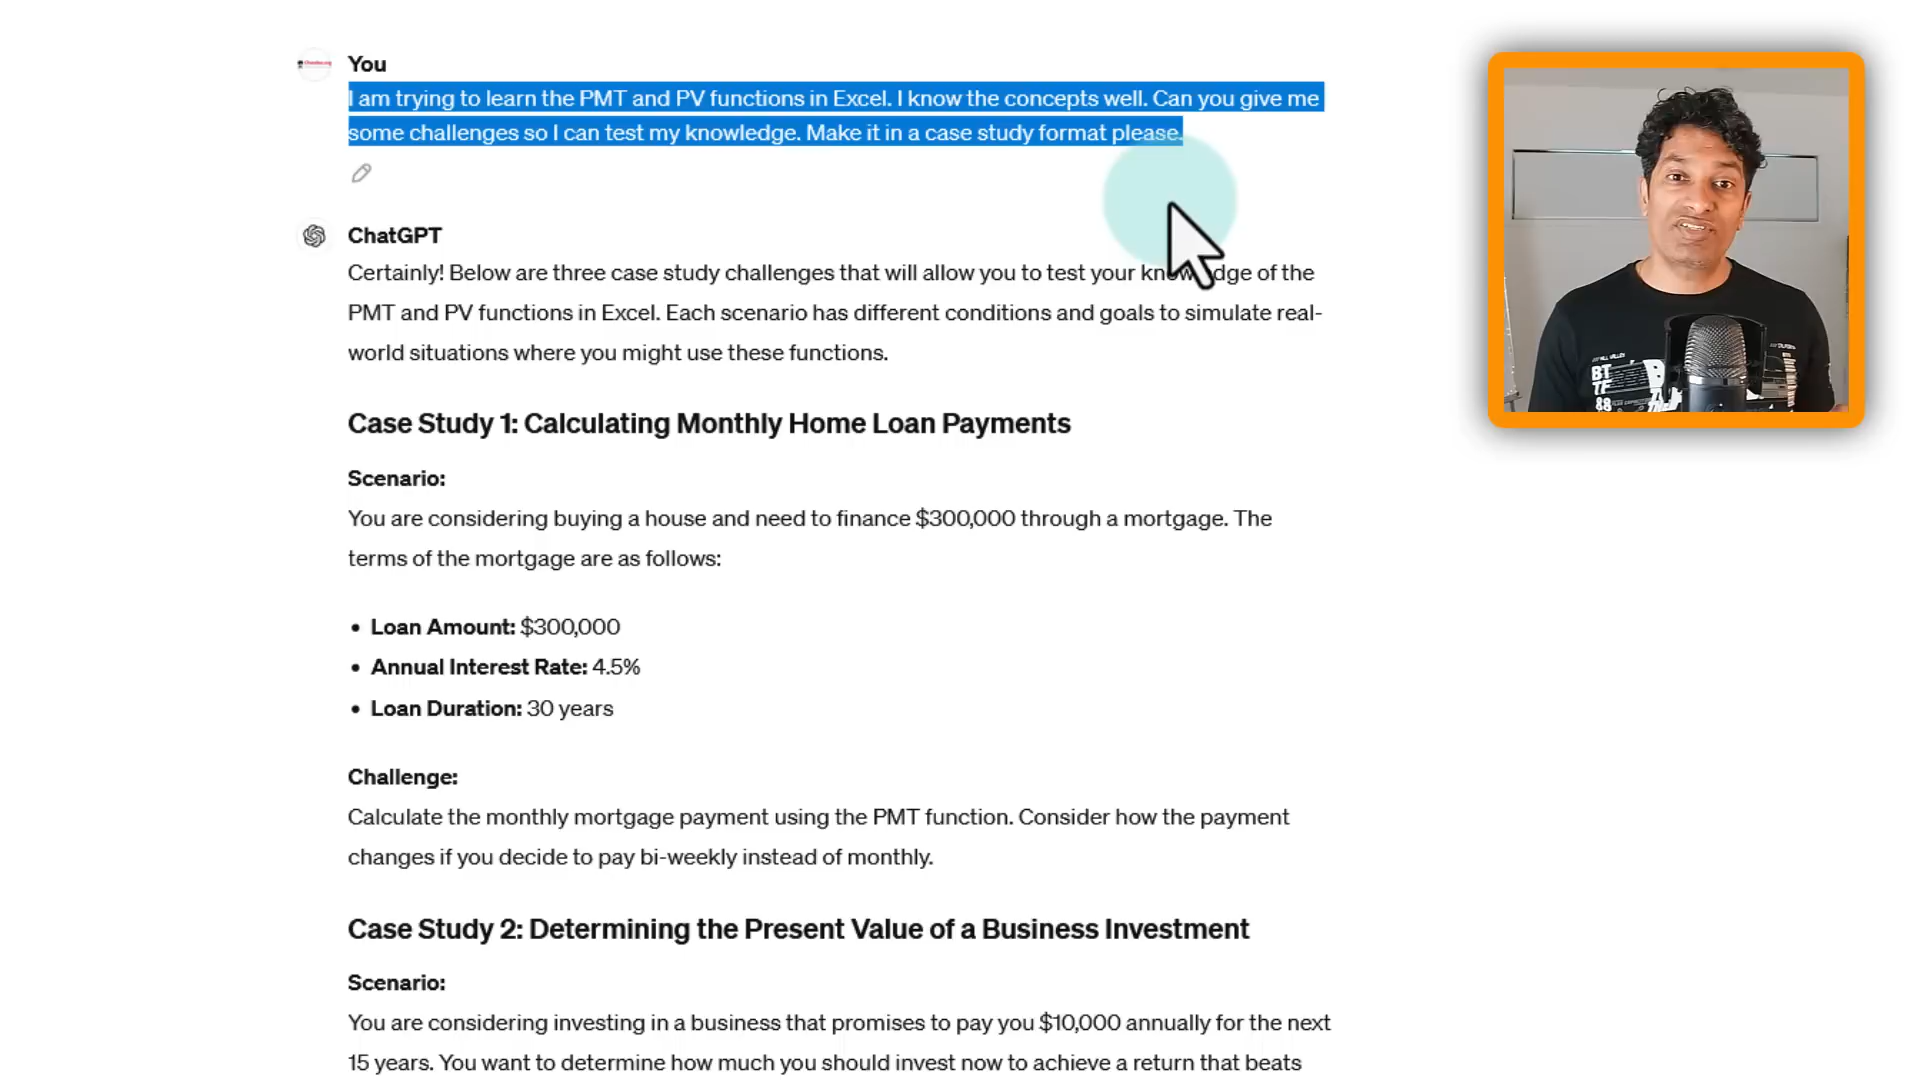 You
I am trying to learn the PMT and PV functions in Excel. I know the concepts well. Can you give me
some challenges so I can test my knowledge. Make it in a case study format please.
ChatGPT
Certainly! Below are three case study challenges that will allow you to test your knowledge of the
PMT and PV functions in Excel. Each scenario has different conditions and goals to simulate real-
world situations where you might use these functions.
Case Study 1: Calculating Monthly Home Loan Payments
Scenario:
You are considering buying a house and need to finance $300,000 through a mortgage. The
terms of the mortgage are as follows:
• Loan Amount: $300,000
• Annual Interest Rate: 4.5%
• Loan Duration: 30 years
Challenge:
Calculate the monthly mortgage payment using the PMT function. Consider how the payment
changes if you decide to pay bi-weekly instead of monthly.
Case Study 2: Determining the Present Value of a Business Investment
Scenario:
You are considering investing in a business that promises to pay you $10,000 annually for the next
15 years. You want to determine how much you should invest now to achieve a return that beats
BT
TF
88